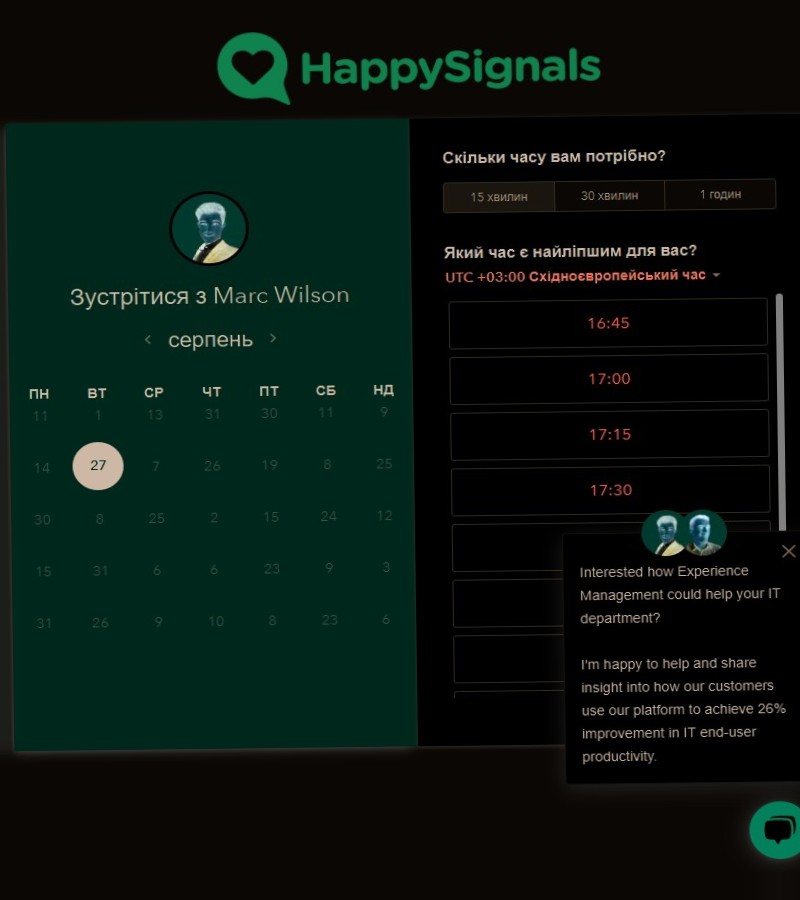 HappySignals
Зустрітися з Marc Wilson
серпень
ПН ВТ СР ЧТ ПТ СБ НД
11 1 13 31 30 11 9
14 27 7 26 19 8 25
30 8 25 2 15 24 12
15 31 6 6 23 9 3
31 26 9 10 8 23 6
Скільки часу вам потрібно?
15 хвилин 30 хвилин 1 годин
Який час є найліпшим для вас?
UTC +03:00 Східноєвропейський час
16:45
17:00
17:15
17:30
Interested how Experience
Management could help your IT
department?
I'm happy to help and share
insight into how our customers
use our platform to achieve 26%
improvement in IT end-user
productivity.